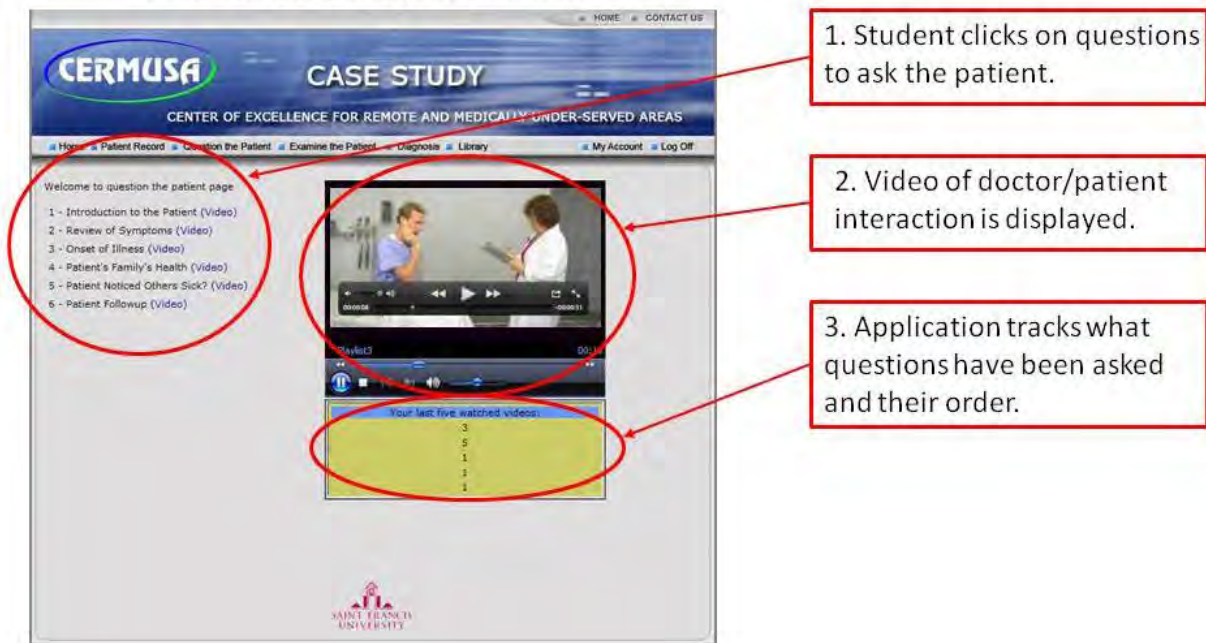 HOME CONTACT US
CERMUSA
CASE STUDY
CENTER OF EXCELLENCE FOR REMOTE AND MEDICALLY UNDER-SERVED AREAS
Home Patient Record Question the Patient Examine the Patient Diagnosis Library My Account Log Off
Welcome to question the patient page
1 - Introduction to the Patient (Video)
2 - Review of Symptoms (Video)
3 - Onset of Illness (Video)
4 - Patient's Family's Health (Video)
5 - Patient Noticed Others Sick? (Video)
6 - Patient Followup (Video)
Playlist3
Your last five watched videos:
3
5
1
1
1
SAINT FRANCIS
UNIVERSITY
1. Student clicks on questions
to ask the patient.
2. Video of doctor/patient
interaction is displayed.
3. Application tracks what
questions have been asked
and their order.